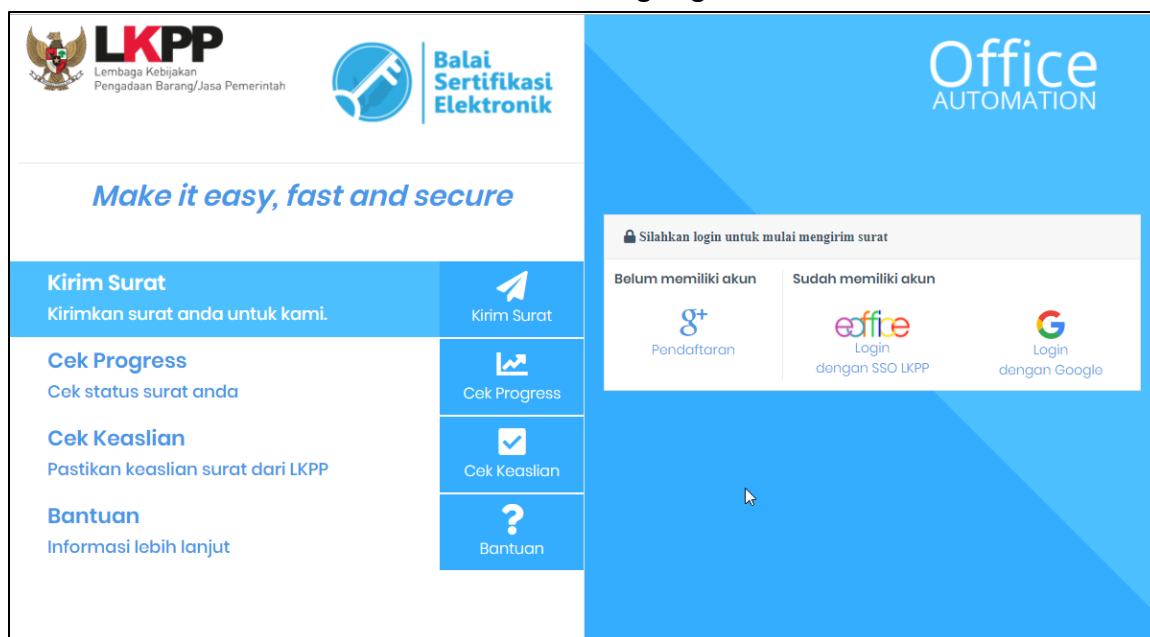 LKPP
Lembaga Kebijakan
Pengadaan Barang/Jasa Pemerintah
Balai
Sertifikasi
Elektronik
Office
AUTOMATION
Make it easy, fast and secure
Kirim Surat
Kirimkan surat anda untuk kami.
Kirim Surat
Cek Progress
Cek status surat anda
Cek Progress
Cek Keaslian
Pastikan keaslian surat dari LKPP
Cek Keaslian
Bantuan
Informasi lebih lanjut
Bantuan
Silahkan login untuk mulai mengirim surat
Belum memiliki akun
Sudah memiliki akun
g+
Pendaftaran
eoffice
Login
dengan SSO LKPP
G
Login
dengan Google